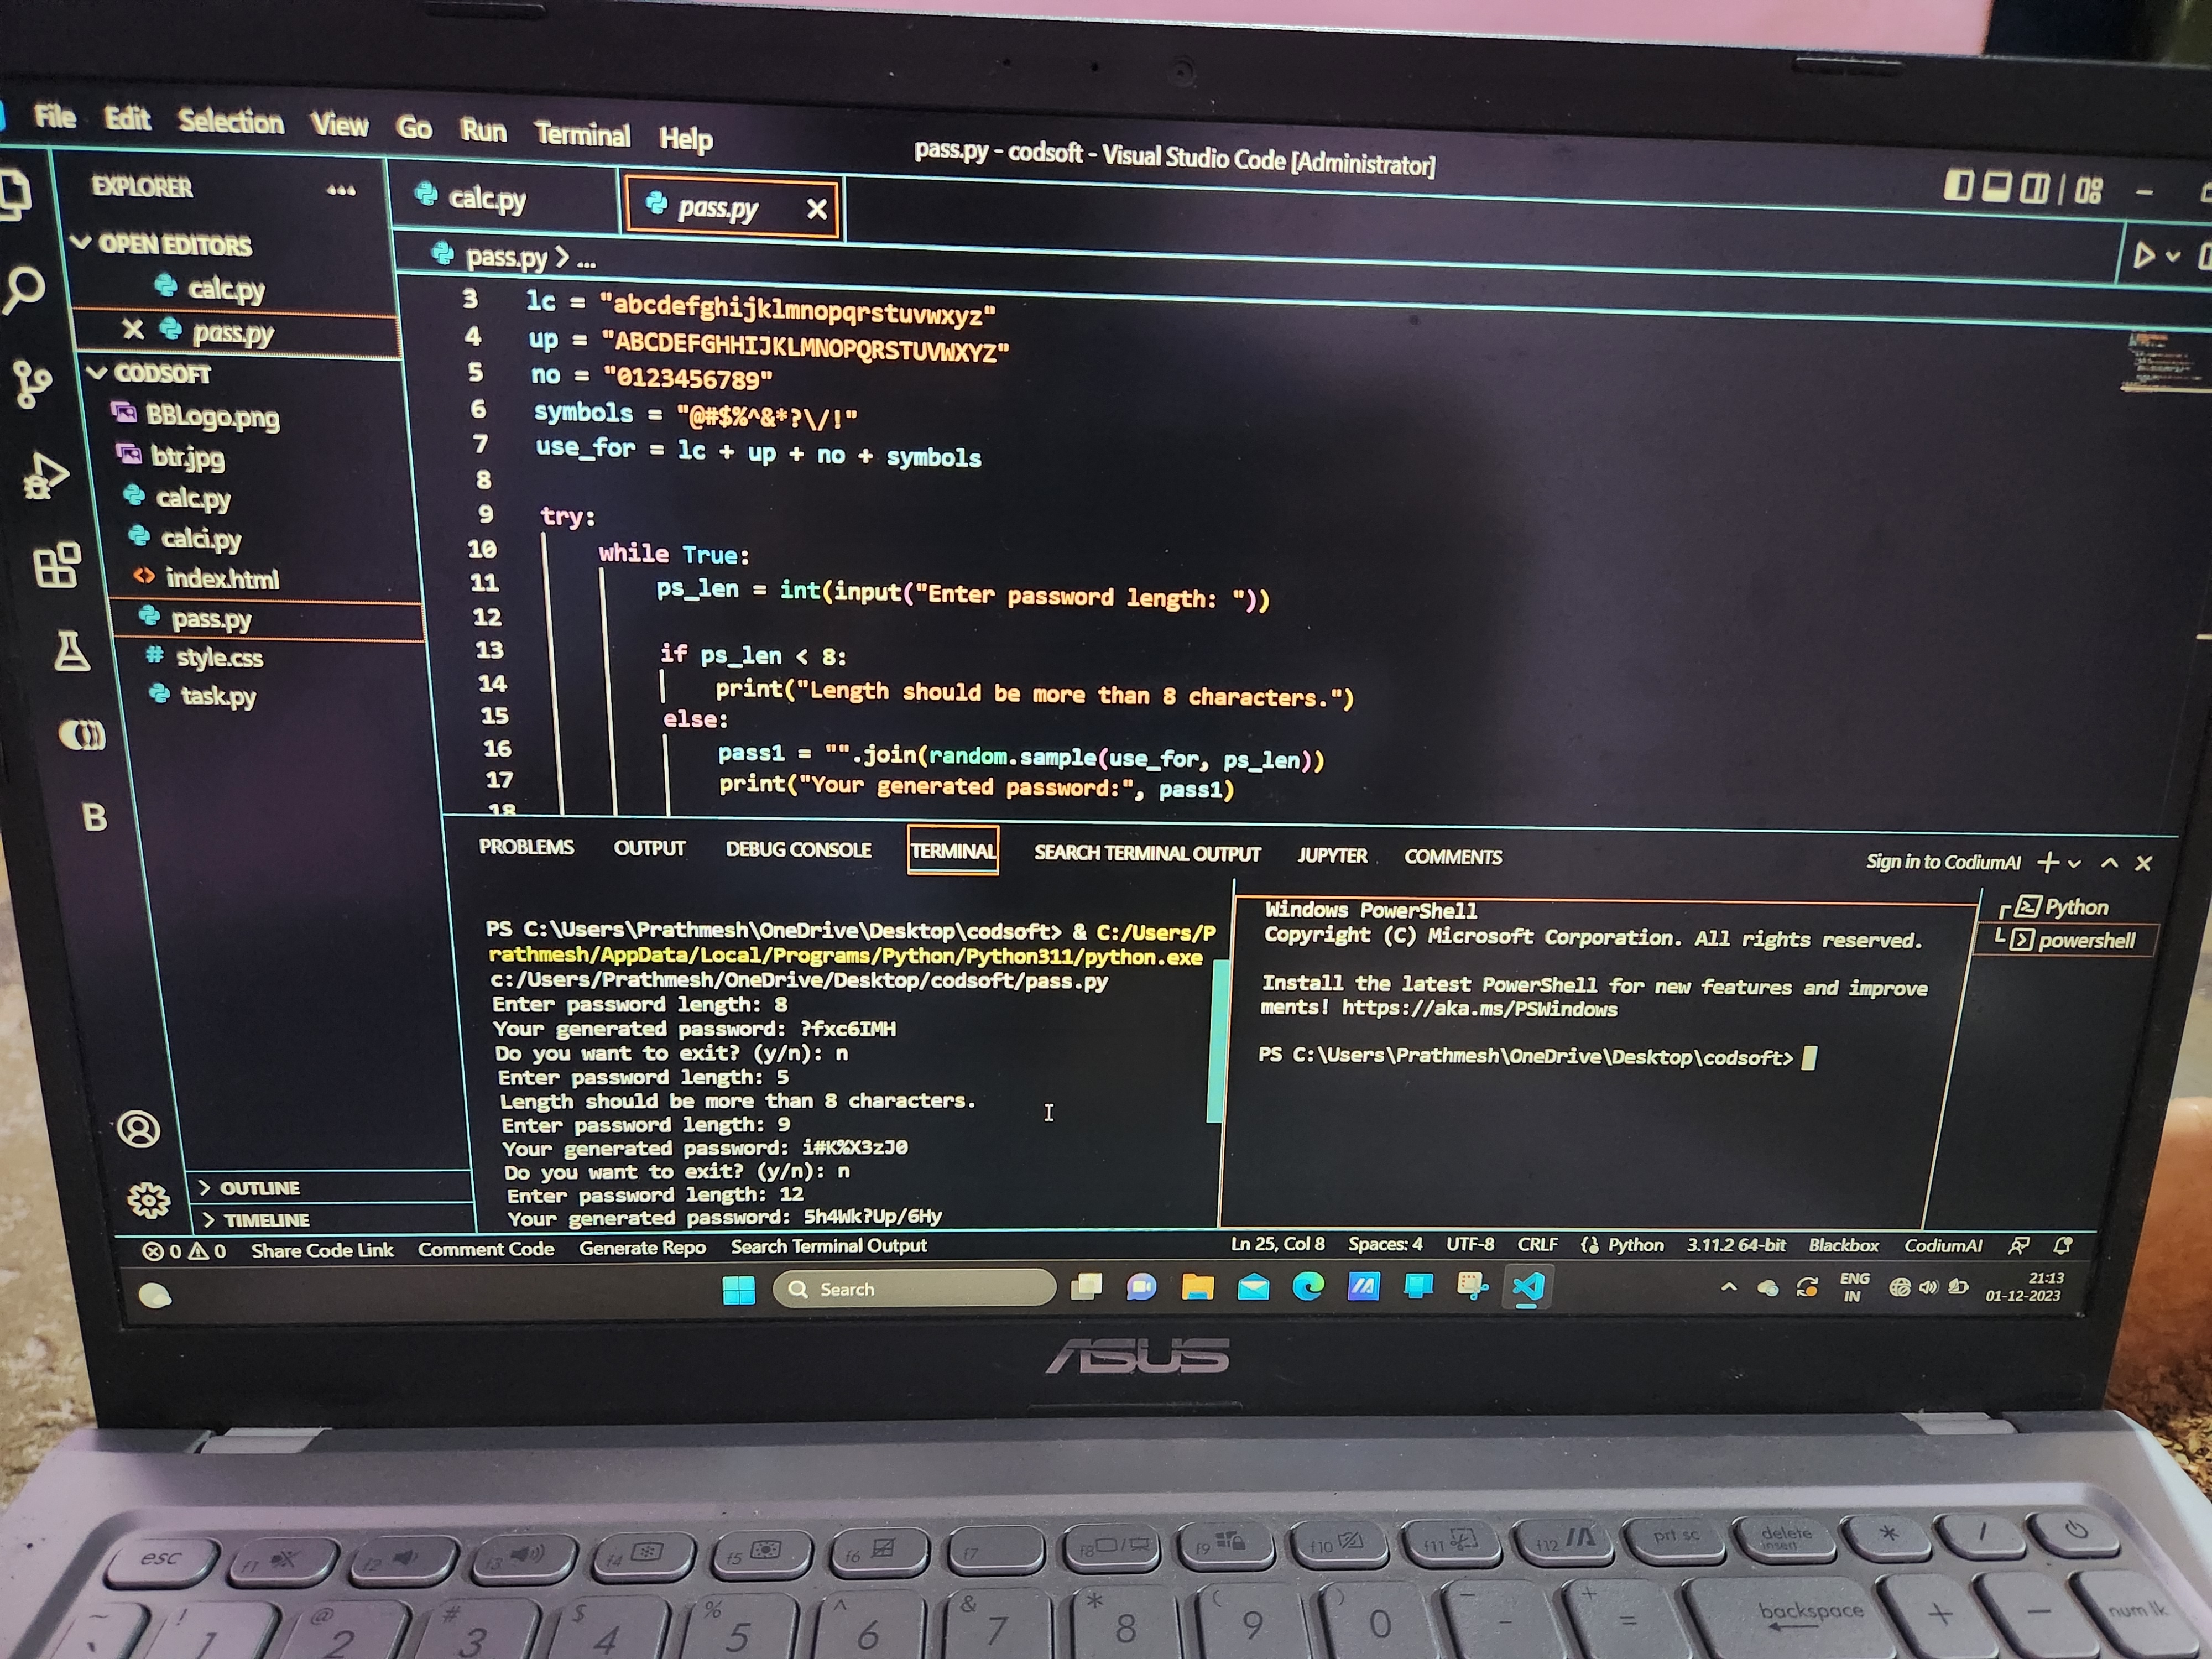 File Edit Selection View Go Run Terminal Help
pass.py - codsoft - Visual Studio Code [Administrator]
EXPLORER ...
OPEN EDITORS
calc.py
pass.py
CODSOFT
BBLogo.png
btr.jpg
calc.py
calci.py
index.html
pass.py
style.css
task.py
OUTLINE
TIMELINE
B
calc.py
pass.py
pass.py > ...
3 lc = "abcdefghijklmnopqrstuvwxyz"
4 up = "ABCDEFGHHIJKLMNOPQRSTUVWXYZ"
5 no = "0123456789"
6 symbols = "@#$%^&*?\/!"
7 use_for = lc + up + no + symbols
8
9 try:
10 while True:
11 ps_len = int(input("Enter password length: "))
12
13 if ps_len < 8:
14 print("Length should be more than 8 characters.")
15 else:
16 pass1 = "".join(random.sample(use_for, ps_len))
17 print("Your generated password:", pass1)
18
PROBLEMS OUTPUT DEBUG CONSOLE TERMINAL SEARCH TERMINAL OUTPUT JUPYTER COMMENTS
Sign in to CodiumAI
PS C:\Users\Prathmesh\OneDrive\Desktop\codsoft> & C:/Users/P
rathmesh/AppData/Local/Programs/Python/Python311/python.exe
c:/Users/Prathmesh/OneDrive/Desktop/codsoft/pass.py
Enter password length: 8
Your generated password: ?fxc6IMH
Do you want to exit? (y/n): n
Enter password length: 5
Length should be more than 8 characters.
Enter password length: 9
Your generated password: i#K%X3zJ0
Do you want to exit? (y/n): n
Enter password length: 12
Your generated password: 5h4Wk?Up/6Hy
Windows PowerShell
Copyright (C) Microsoft Corporation. All rights reserved.
Install the latest PowerShell for new features and improve
ments! https://aka.ms/PSWindows
PS C:\Users\Prathmesh\OneDrive\Desktop\codsoft>
Python
powershell
0 0 Share Code Link Comment Code Generate Repo Search Terminal Output
Ln 25, Col 8 Spaces: 4 UTF-8 CRLF Python 3.11.2 64-bit Blackbox CodiumAI
Search
ENG
IN
21:13
01-12-2023
ASUS
esc f1 f2 f3 f4 f5 f6 f7 f8 f9 f10 f11 f12 prt sc delete insert * /
~ ` ! 1 @ 2 # 3 $ 4 % 5 ^ 6 & 7 * 8 ( 9 ) 0 _ - + = backspace + - num lk